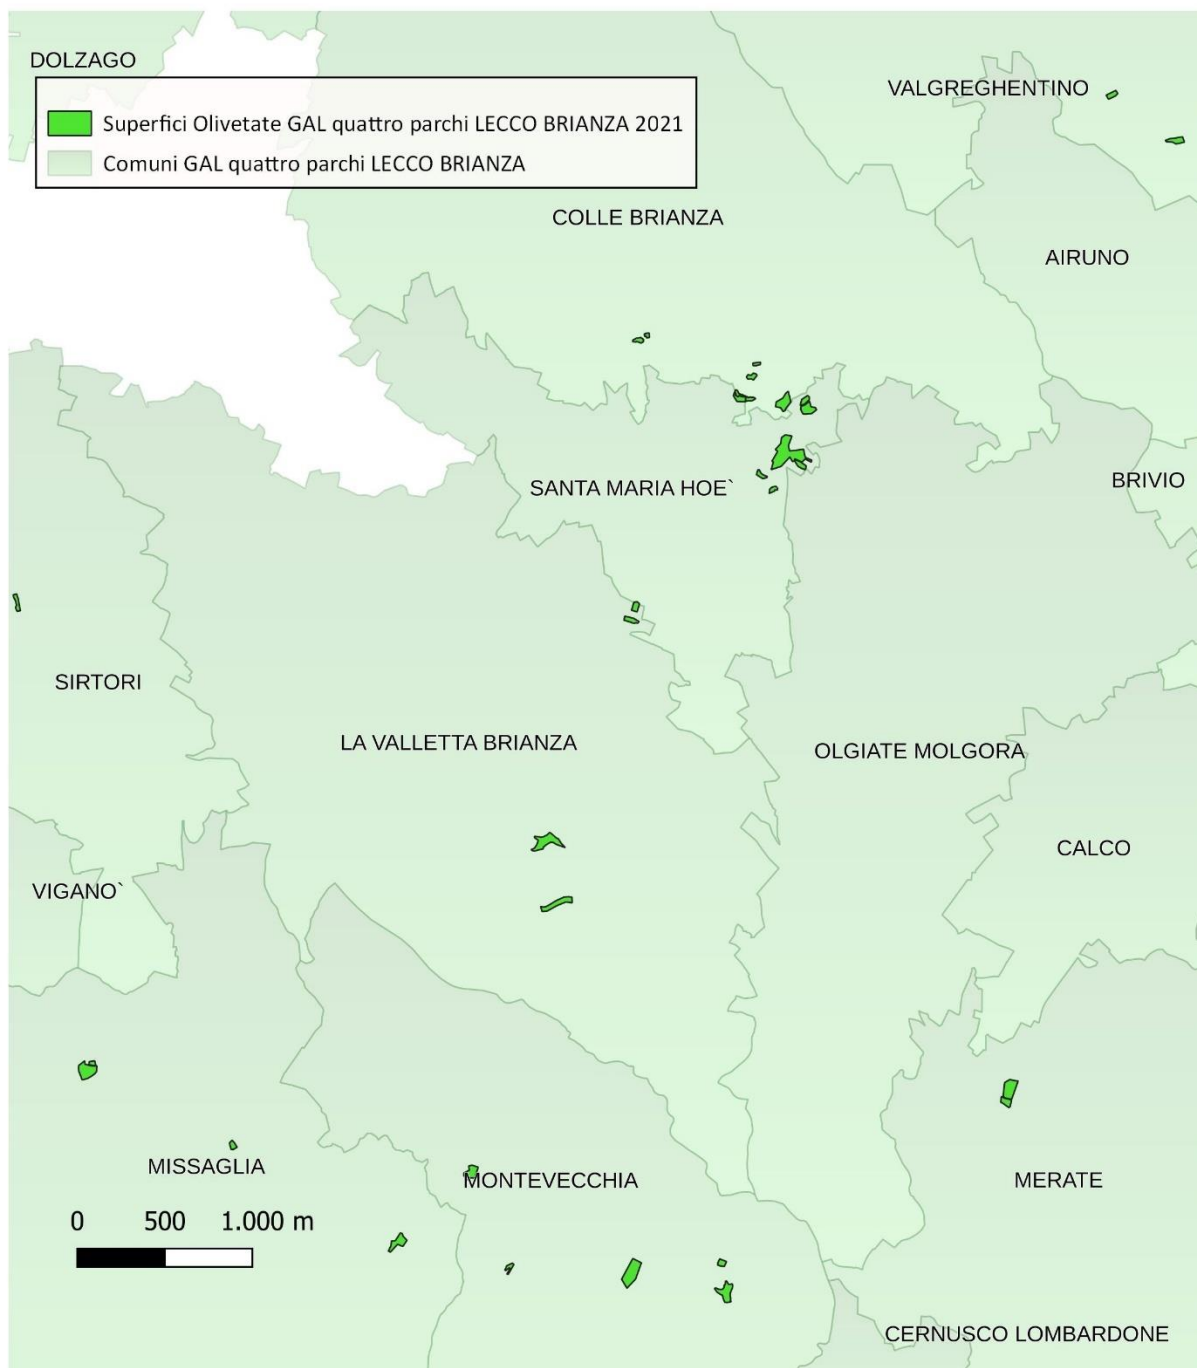 DOLZAGO
Superfici Olivetate GAL quattro parchi LECCO BRIANZA 2021
Comuni GAL quattro parchi LECCO BRIANZA
VALGREGHENTINO
COLLE BRIANZA
AIRUNO
BRIVIO
SANTA MARIA HOE`
SIRTORI
LA VALLETTA BRIANZA
OLGIATE MOLGORA
CALCO
VIGANO`
MISSAGLIA
MONTEVECCHIA
MERATE
0 500 1.000 m
CERNUSCO LOMBARDONE